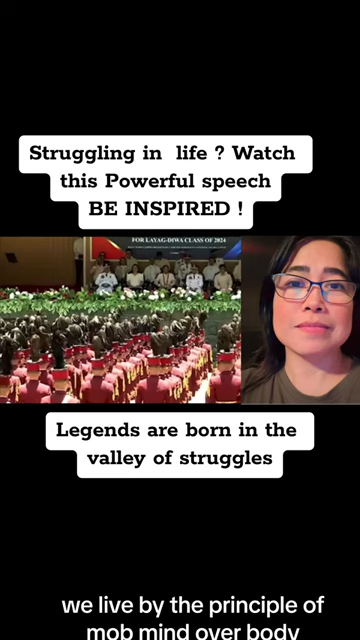 Struggling in life ? Watch
this Powerful speech
BE INSPIRED !
FOR LAYAG-DIWA CLASS OF 2024
Legends are born in the
valley of struggles
we live by the principle of
mob mind over body